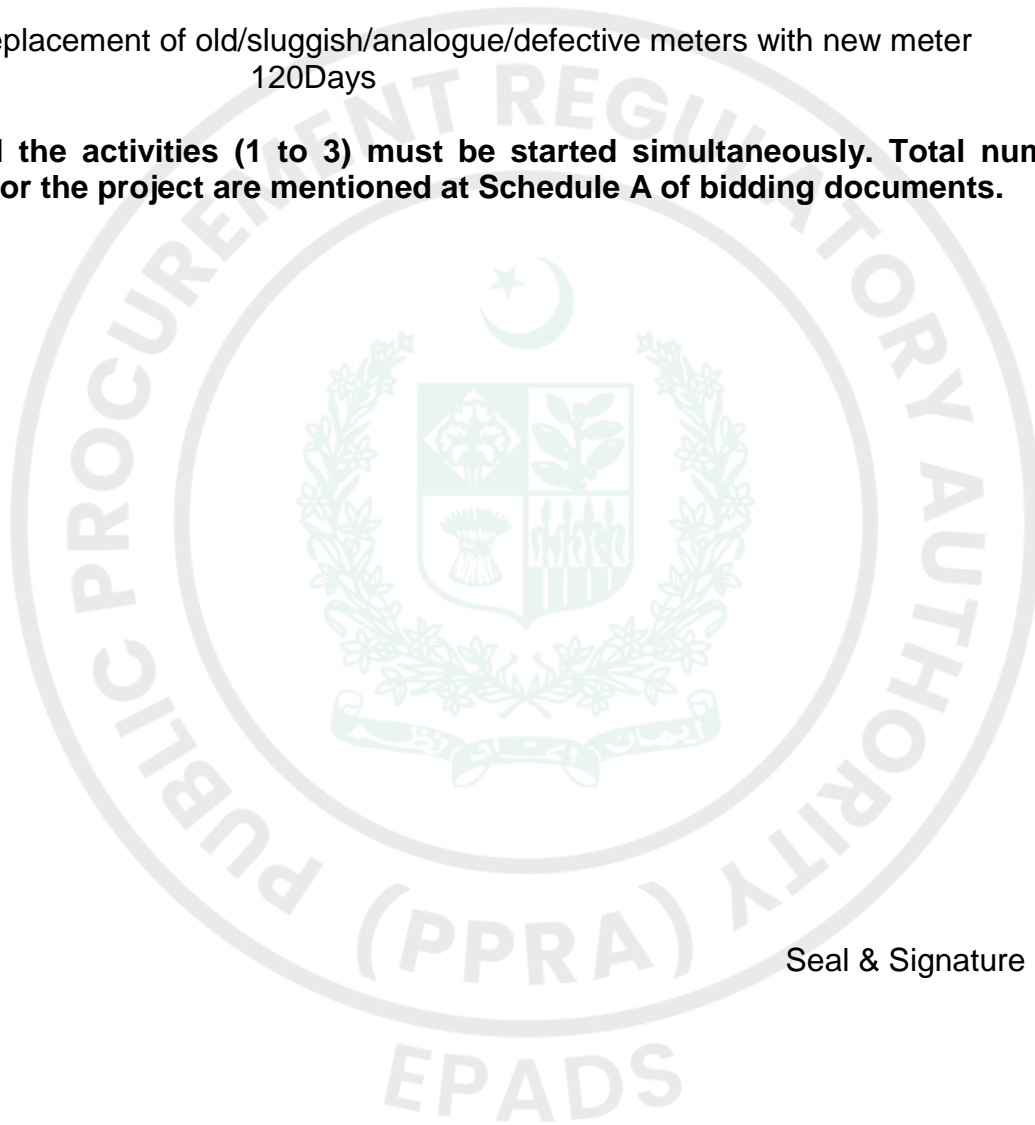 eplacement of old/sluggish/analogue/defective meters with new meter
120Days
l the activities (1 to 3) must be started simultaneously. Total num
or the project are mentioned at Schedule A of bidding documents.
PUBLIC PROCUREMENT REGULATORY AUTHORITY
(PPRA)
Seal & Signature
EPADS